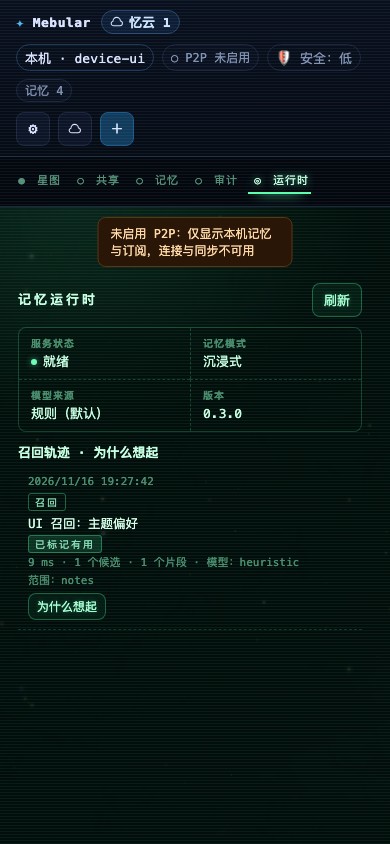 Mebular 忆云 1
本机 · device-ui P2P 未启用 安全: 低
记忆 4
星图 共享 记忆 审计 运行时
未启用 P2P: 仅显示本机记忆
与订阅, 连接与同步不可用
记忆运行时 刷新
服务状态 记忆模式
就绪 沉浸式
模型来源 版本
规则 (默认) 0.3.0
召回轨迹 · 为什么想起
2026/11/16 19:27:42
召回
UI 召回: 主题偏好
已标记有用
9 ms · 1 个候选 · 1 个片段 · 模型: heuristic
范围: notes
为什么想起